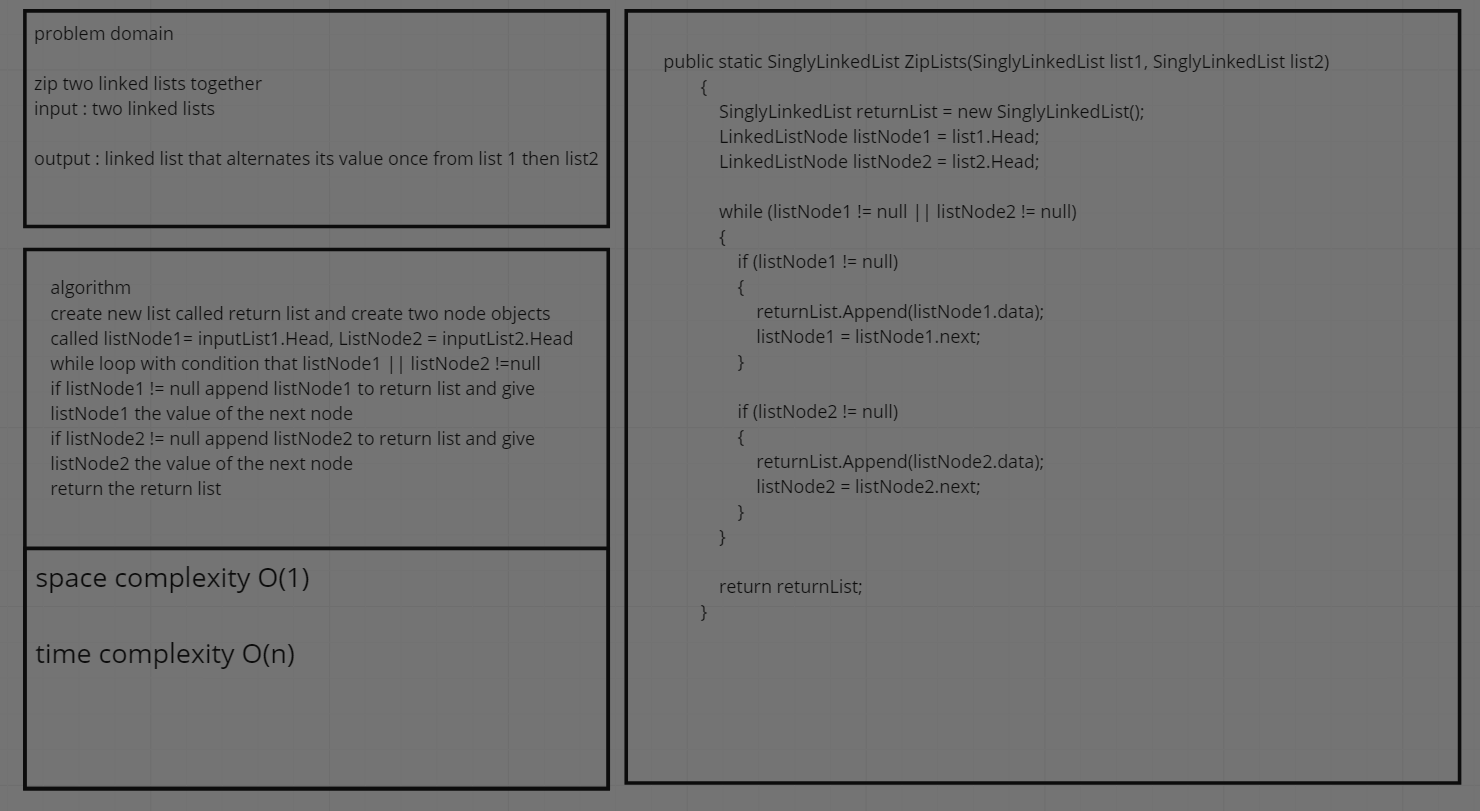 problem domain
zip two linked lists together
input : two linked lists
output : linked list that alternates its value once from list 1 then list2
algorithm
create new list called return list and create two node objects
called listNode1= inputList1.Head, ListNode2 = inputList2.Head
while loop with condition that listNode1 || listNode2 !=null
if listNode1 != null append listNode1 to return list and give
listNode1 the value of the next node
if listNode2 != null append listNode2 to return list and give
listNode2 the value of the next node
return the return list
space complexity O(1)
time complexity O(n)
public static SinglyLinkedList ZipLists(SinglyLinkedList list1, SinglyLinkedList list2)
{
SinglyLinkedList returnList = new SinglyLinkedList();
LinkedListNode listNode1 = list1.Head;
LinkedListNode listNode2 = list2.Head;
while (listNode1 != null || listNode2 != null)
{
if (listNode1 != null)
{
returnList.Append(listNode1.data);
listNode1 = listNode1.next;
}
if (listNode2 != null)
{
returnList.Append(listNode2.data);
listNode2 = listNode2.next;
}
}
return returnList;
}